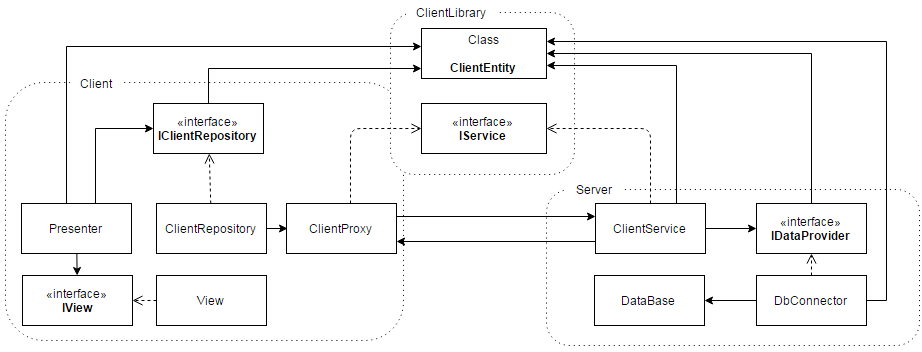 ClientLibrary
Class
ClientEntity
Client
«interface»
IClientRepository
«interface»
IService
Server
Presenter
ClientRepository
ClientProxy
ClientService
«interface»
IDataProvider
«interface»
IView
View
DataBase
DbConnector